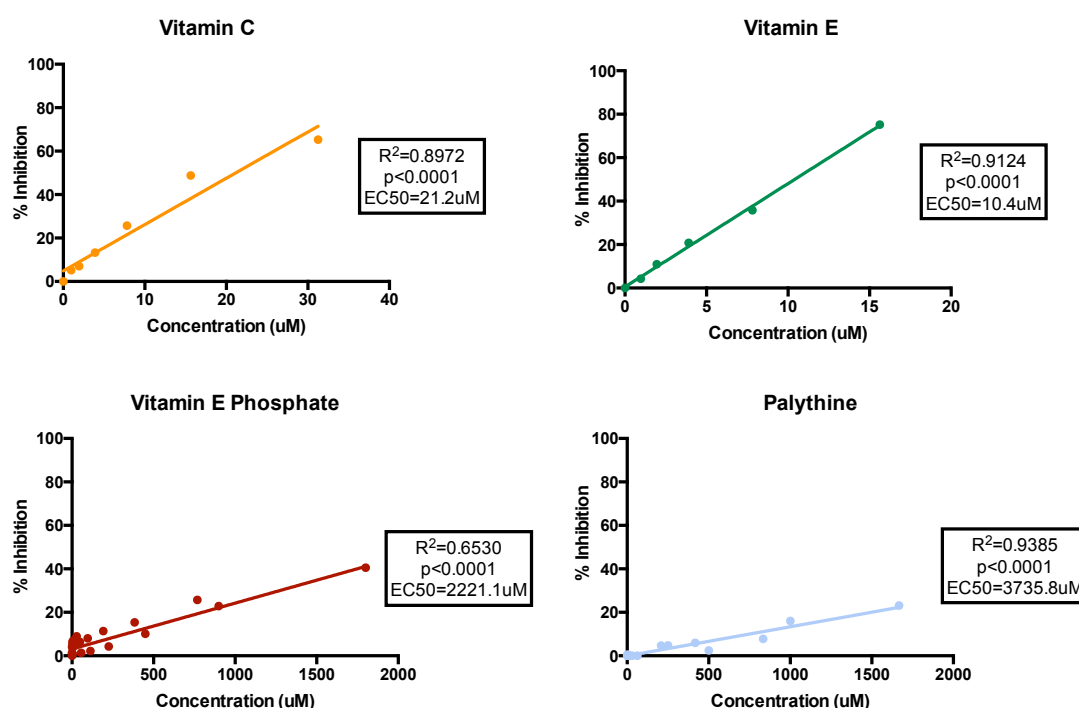 Vitamin C
% Inhibition
100
80
60
40
20
0
0 10 20 30 40
Concentration (uM)
R²=0.8972
p<0.0001
EC50=21.2uM
Vitamin E
% Inhibition
100
80
60
40
20
0
0 5 10 15 20
Concentration (uM)
R²=0.9124
p<0.0001
EC50=10.4uM
Vitamin E Phosphate
% Inhibition
100
80
60
40
20
0
0 500 1000 1500 2000
Concentration (uM)
R²=0.6530
p<0.0001
EC50=2221.1uM
Palythine
% Inhibition
100
80
60
40
20
0
0 500 1000 1500 2000
Concentration (uM)
R²=0.9385
p<0.0001
EC50=3735.8uM